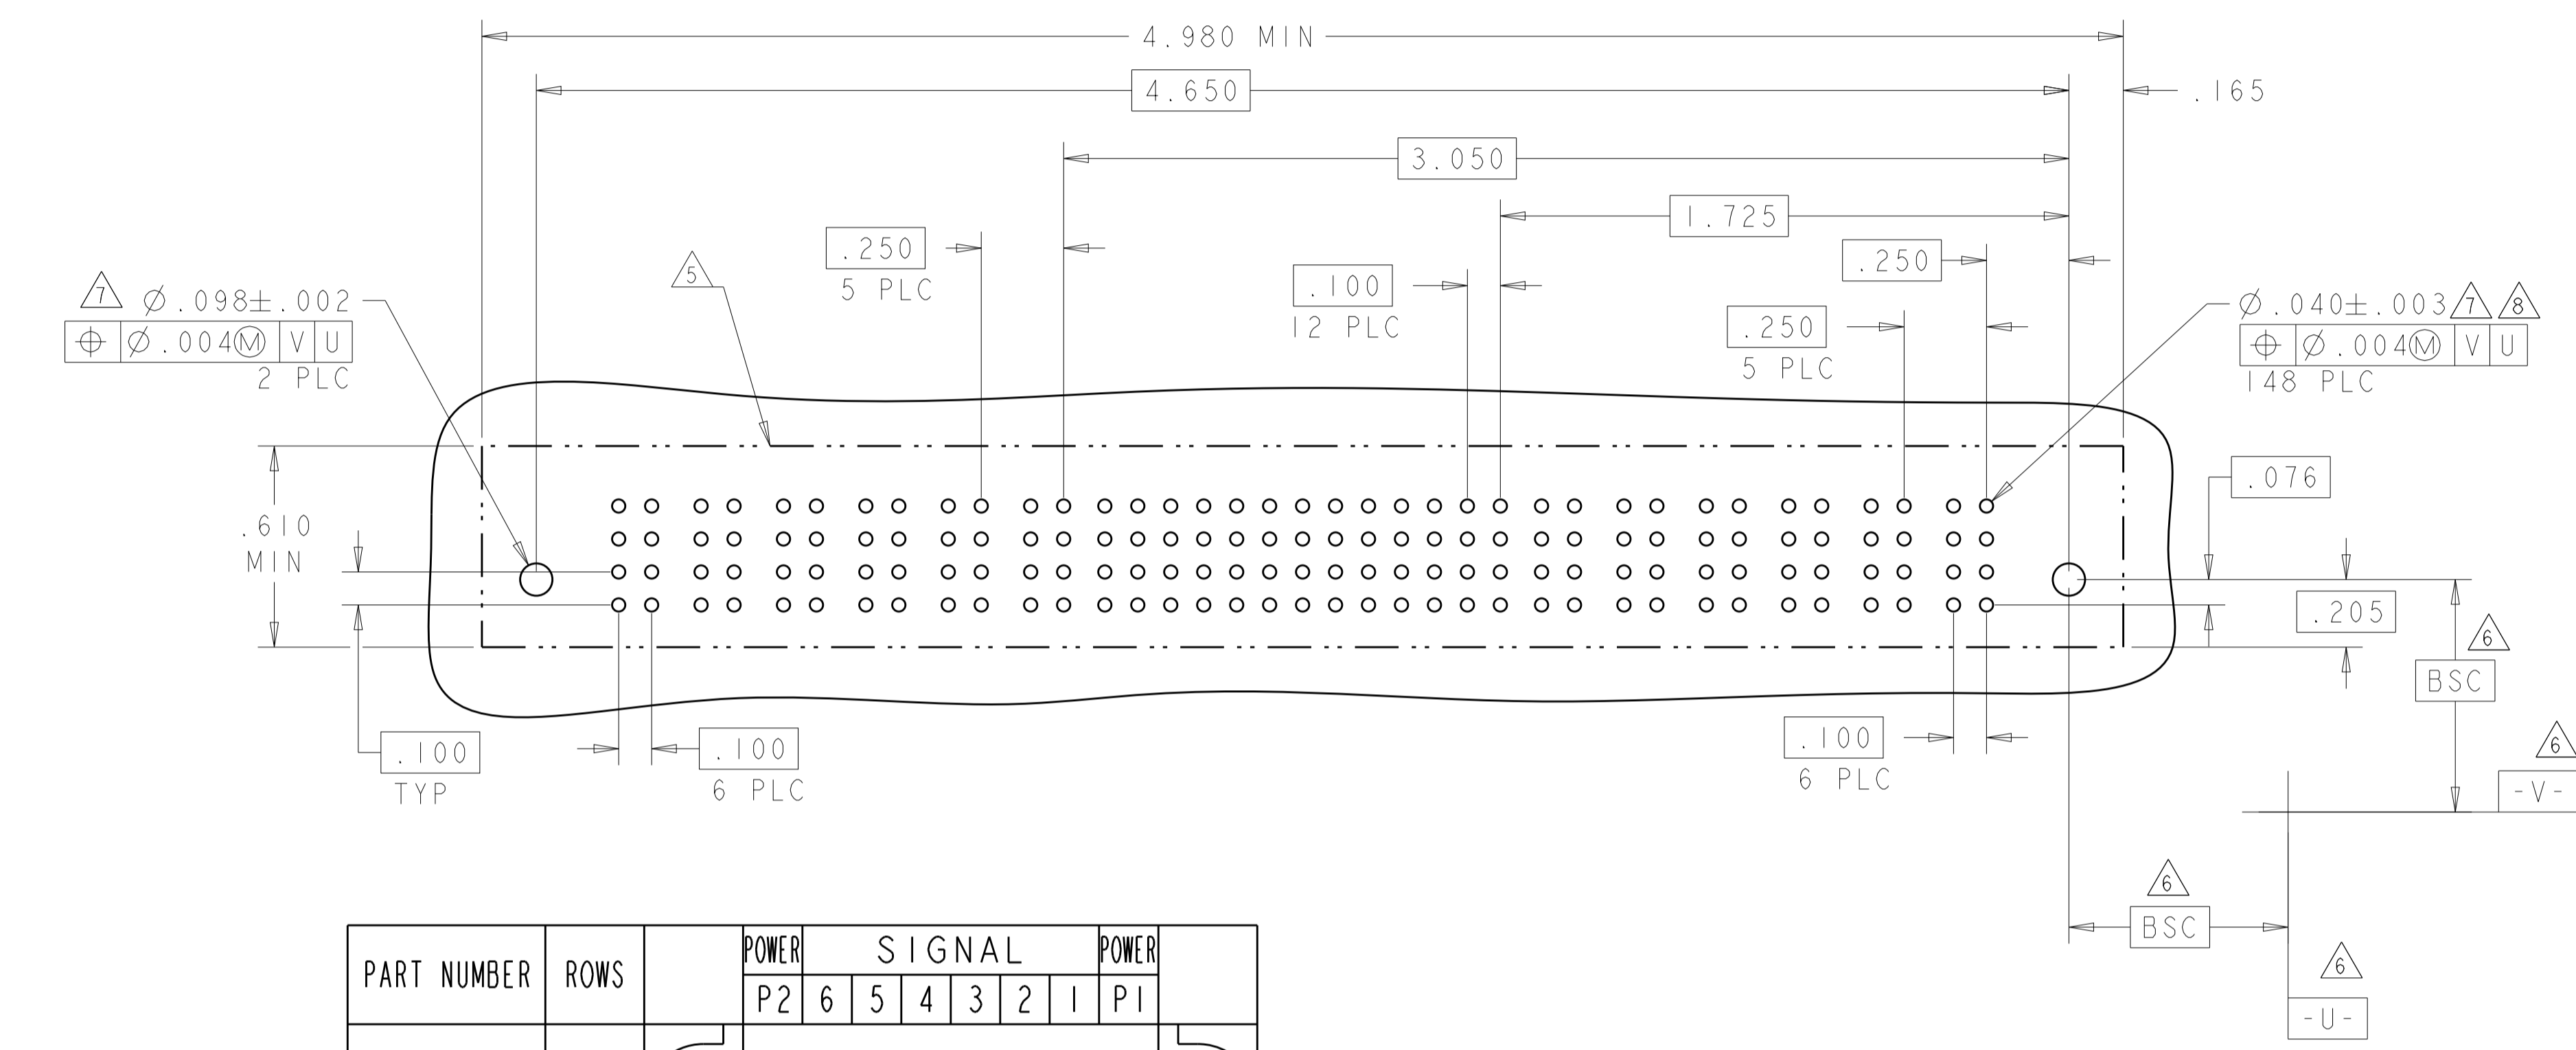 4.980 MIN
4.650
.165
3.050
1.725
.250
5 PLC
5
.250
.100
12 PLC
.250
5 PLC
7 Ø.098±.002
⌖ Ø.004Ⓜ V U
2 PLC
Ø.040±.003 7 8
⌖ Ø.004Ⓜ V U
148 PLC
.076
.610
MIN
.205
6
BSC
.100
TYP
.100
6 PLC
.100
6 PLC
6
-V-
6
BSC
6
-U-
PART NUMBER ROWS POWER SIGNAL POWER
P2 6 5 4 3 2 1 P1